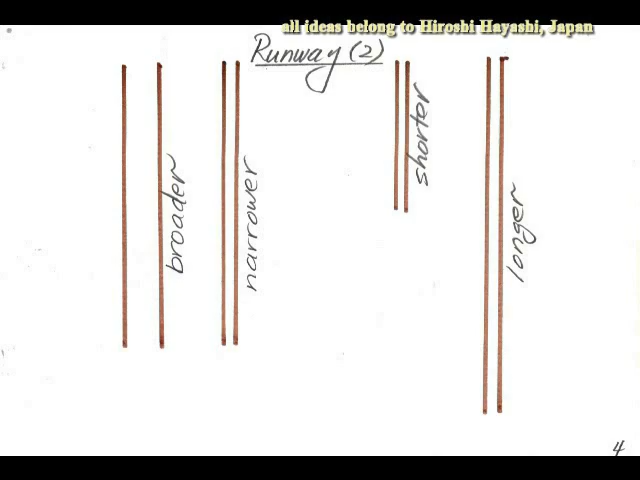 all ideas belong to Hiroshi Hayashi, Japan
Runway (2)
broader
narrower
shorter
longer
4